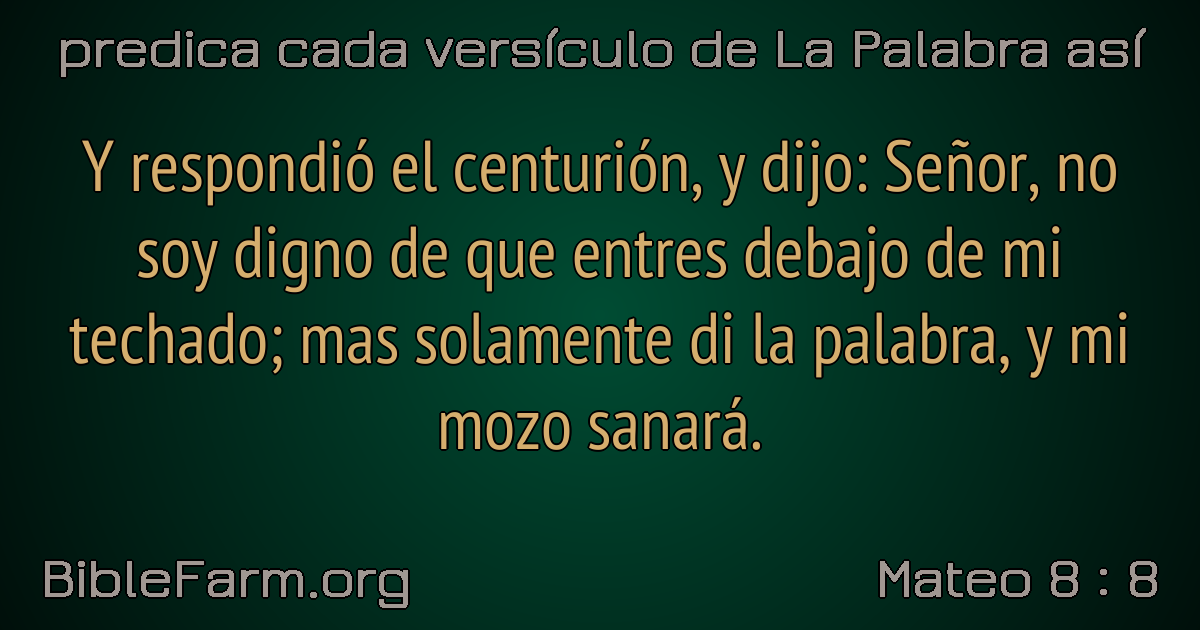 predica cada versículo de La Palabra así
Y respondió el centurión, y dijo: Señor, no
soy digno de que entres debajo de mi
techado; mas solamente di la palabra, y mi
mozo sanará.
BibleFarm.org
Mateo 8 : 8